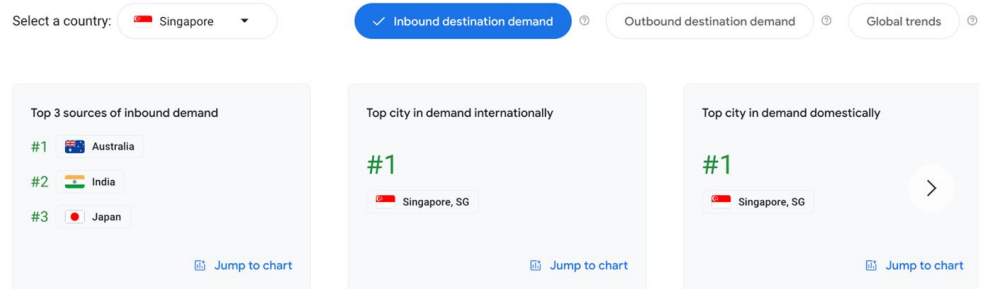 Select a country: Singapore
Inbound destination demand
Outbound destination demand
Global trends
Top 3 sources of inbound demand
#1 Australia
#2 India
#3 Japan
Jump to chart
Top city in demand internationally
#1
Singapore, SG
Jump to chart
Top city in demand domestically
#1
Singapore, SG
Jump to chart